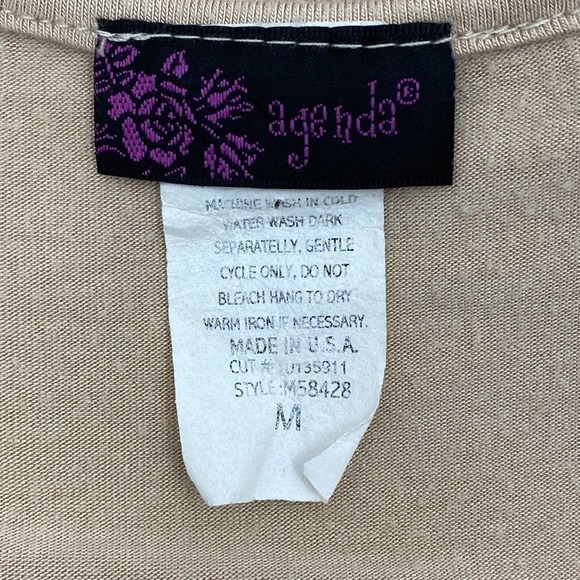 agenda®
MACHINE WASH IN COLD
WATER WASH DARK
SEPARATELLY, GENTLE
CYCLE ONLY, DO NOT
BLEACH HANG TO DRY
WARM IRON IF NECESSARY.
MADE IN U.S.A.
CUT #
STYLE:M58428
M